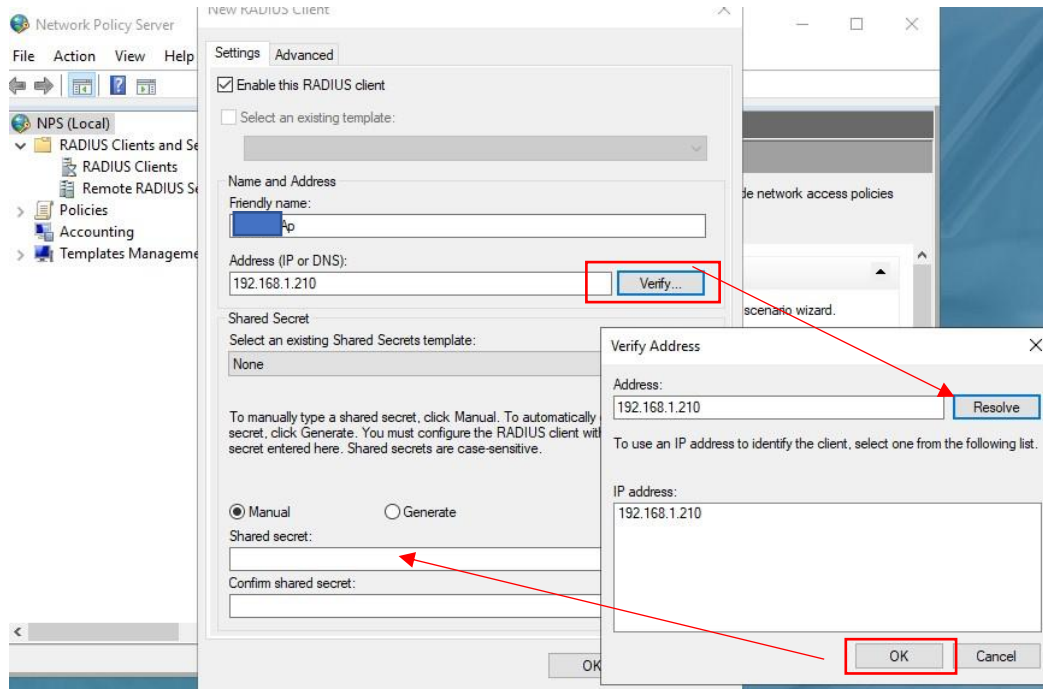 New RADIUS Client
Network Policy Server
File Action View Help
Settings Advanced
Enable this RADIUS client
Select an existing template:
NPS (Local)
RADIUS Clients and Se
RADIUS Clients
Remote RADIUS Se
Policies
Accounting
Templates Manageme
Name and Address
Friendly name:
Ap
Address (IP or DNS):
192.168.1.210
Verify...
Shared Secret
Select an existing Shared Secrets template:
None
To manually type a shared secret, click Manual. To automatically
secret, click Generate. You must configure the RADIUS client with
secret entered here. Shared secrets are case-sensitive.
Manual Generate
Shared secret:
Confirm shared secret:
OK
de network access policies
scenario wizard.
Verify Address
Address:
192.168.1.210
Resolve
To use an IP address to identify the client, select one from the following list.
IP address:
192.168.1.210
OK Cancel